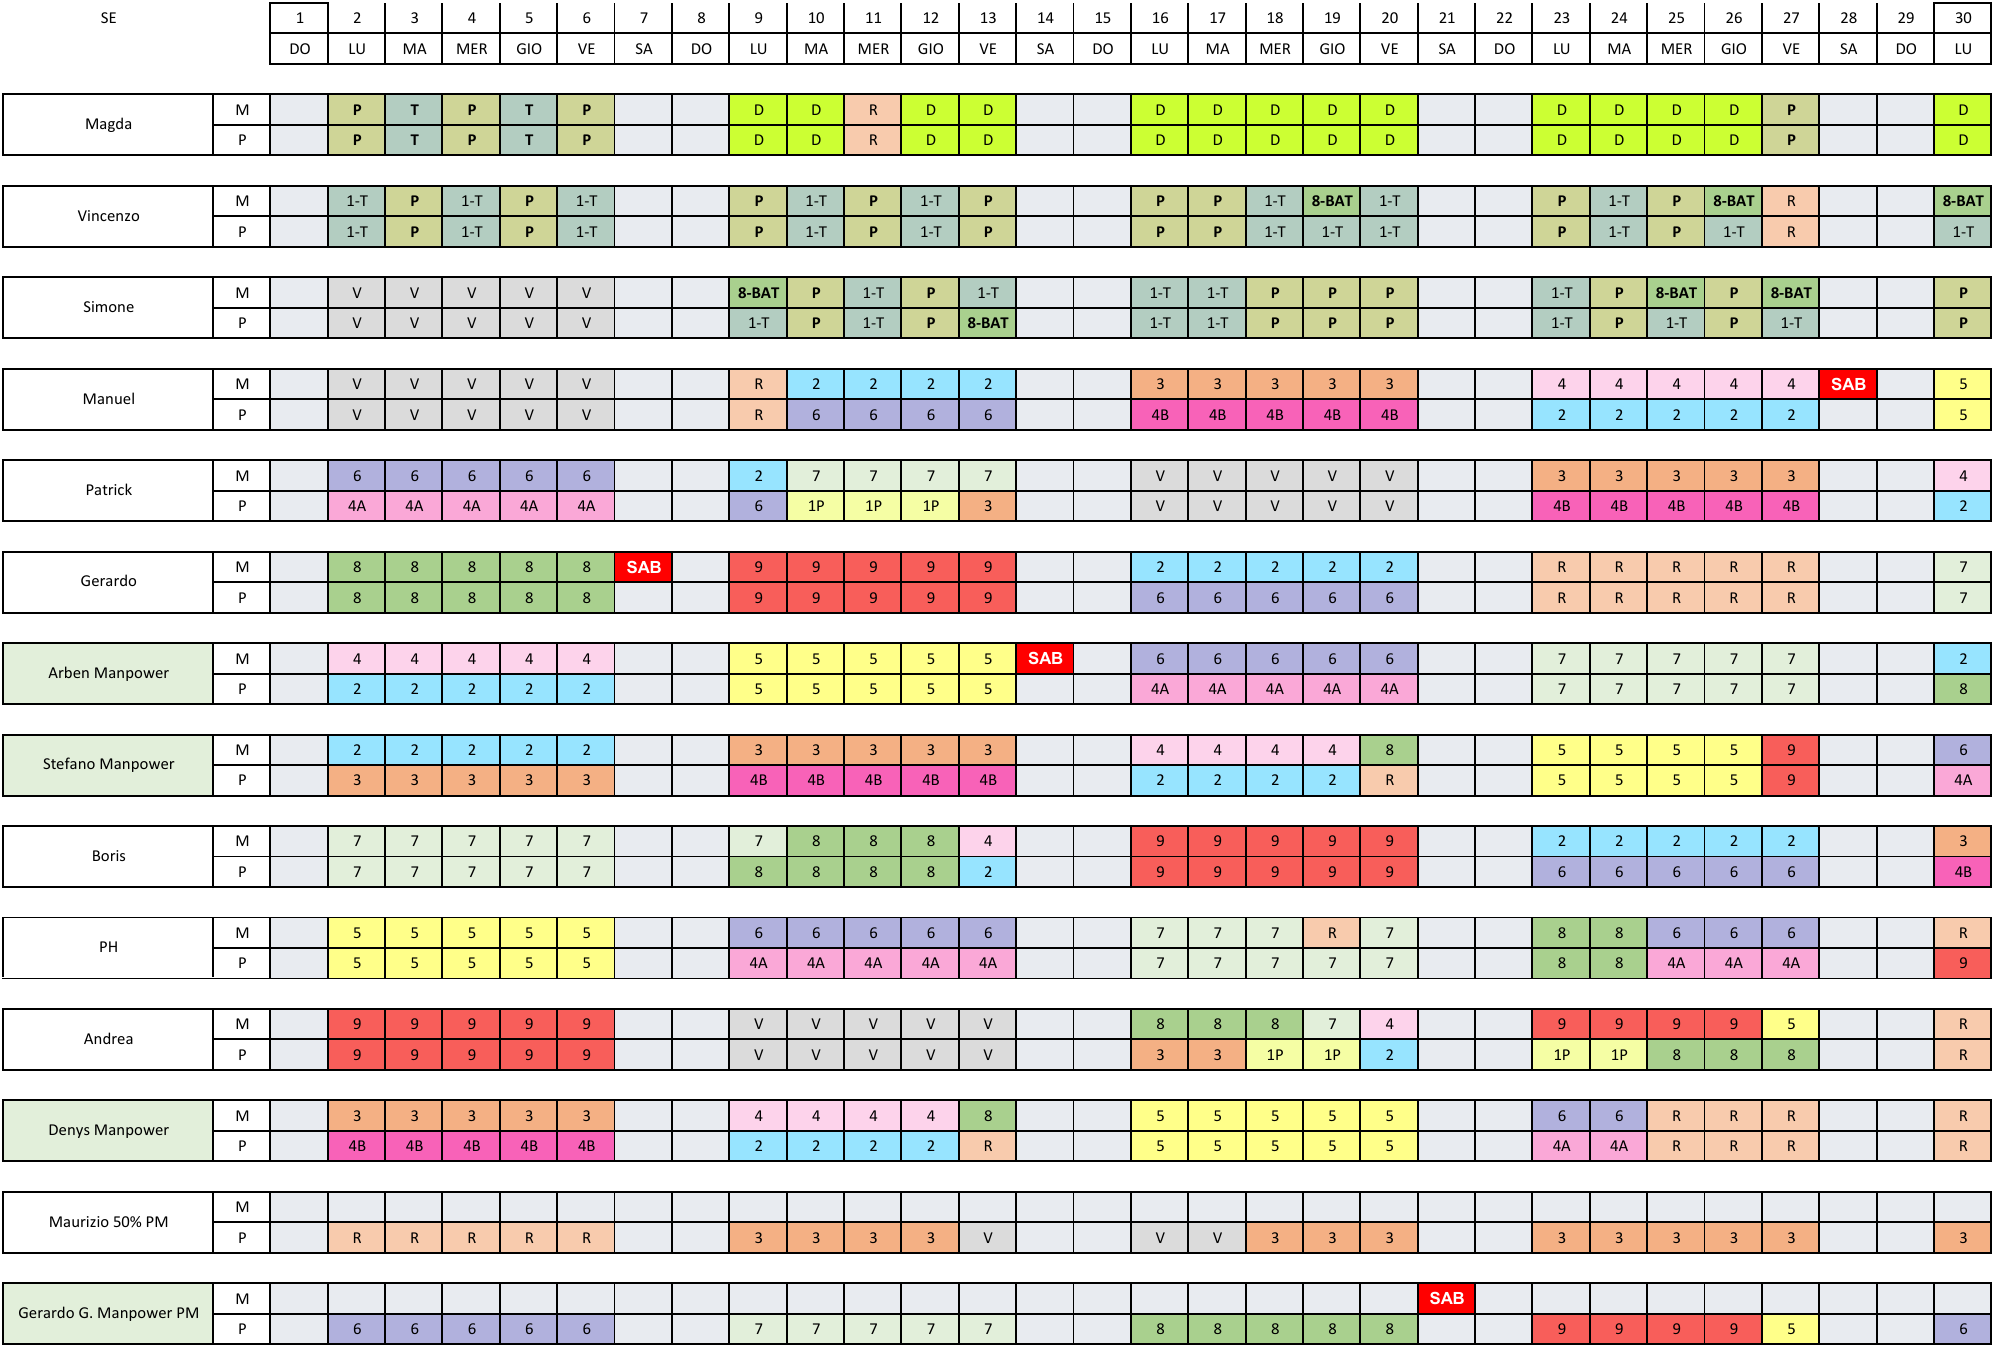 SE 1 2 3 4 5 6 7 8 9 10 11 12 13 14 15 16 17 18 19 20 21 22 23 24 25 26 27 28 29 30
DO LU MA MER GIO VE SA DO LU MA MER GIO VE SA DO LU MA MER GIO VE SA DO LU MA MER GIO VE SA DO LU
Magda
M P T P T P D D R D D D D D D D D D D D P D
P P T P T P D D R D D D D D D D D D D D P D
Vincenzo
M 1-T P 1-T P 1-T P 1-T P 1-T P P P 1-T 8-BAT 1-T P 1-T P 8-BAT R 8-BAT
P 1-T P 1-T P 1-T P 1-T P 1-T P P P 1-T 1-T 1-T P 1-T P 1-T R 1-T
Simone
M V V V V V 8-BAT P 1-T P 1-T 1-T 1-T P P P 1-T P 8-BAT P 8-BAT P
P V V V V V 1-T P 1-T P 8-BAT 1-T 1-T P P P 1-T P 1-T P 1-T P
Manuel
M V V V V V R 2 2 2 2 3 3 3 3 3 4 4 4 4 4 SAB 5
P V V V V V R 6 6 6 6 4B 4B 4B 4B 4B 2 2 2 2 2 5
Patrick
M 6 6 6 6 6 2 7 7 7 7 V V V V V 3 3 3 3 3 4
P 4A 4A 4A 4A 4A 6 1P 1P 1P 3 V V V V V 4B 4B 4B 4B 4B 2
Gerardo
M 8 8 8 8 8 SAB 9 9 9 9 9 2 2 2 2 2 R R R R R 7
P 8 8 8 8 8 9 9 9 9 9 6 6 6 6 6 R R R R R 7
Arben Manpower
M 4 4 4 4 4 5 5 5 5 5 SAB 6 6 6 6 6 7 7 7 7 7 2
P 2 2 2 2 2 5 5 5 5 5 4A 4A 4A 4A 4A 7 7 7 7 7 8
Stefano Manpower
M 2 2 2 2 2 3 3 3 3 3 4 4 4 4 8 5 5 5 5 9 6
P 3 3 3 3 3 4B 4B 4B 4B 4B 2 2 2 2 R 5 5 5 5 9 4A
Boris
M 7 7 7 7 7 7 8 8 8 4 9 9 9 9 9 2 2 2 2 2 3
P 7 7 7 7 7 8 8 8 8 2 9 9 9 9 9 6 6 6 6 6 4B
PH
M 5 5 5 5 5 6 6 6 6 6 7 7 7 R 7 8 8 6 6 6 R
P 5 5 5 5 5 4A 4A 4A 4A 4A 7 7 7 7 7 8 8 4A 4A 4A 9
Andrea
M 9 9 9 9 9 V V V V V 8 8 8 7 4 9 9 9 9 5 R
P 9 9 9 9 9 V V V V V 3 3 1P 1P 2 1P 1P 8 8 8 R
Denys Manpower
M 3 3 3 3 3 4 4 4 4 8 5 5 5 5 5 6 6 R R R R
P 4B 4B 4B 4B 4B 2 2 2 2 R 5 5 5 5 5 4A 4A R R R R
Maurizio 50% PM
M
P R R R R R 3 3 3 3 V V V 3 3 3 3 3 3 3 3 3
Gerardo G. Manpower PM
M SAB
P 6 6 6 6 6 7 7 7 7 7 8 8 8 8 8 9 9 9 9 5 6